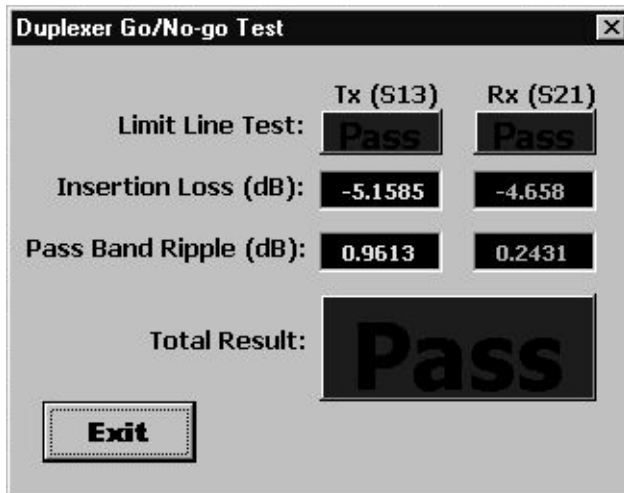 Duplexer Go/No-go Test
Tx (S13) Rx (S21)
Limit Line Test: Pass Pass
Insertion Loss (dB): -5.1585 -4.658
Pass Band Ripple (dB): 0.9613 0.2431
Total Result: Pass
Exit